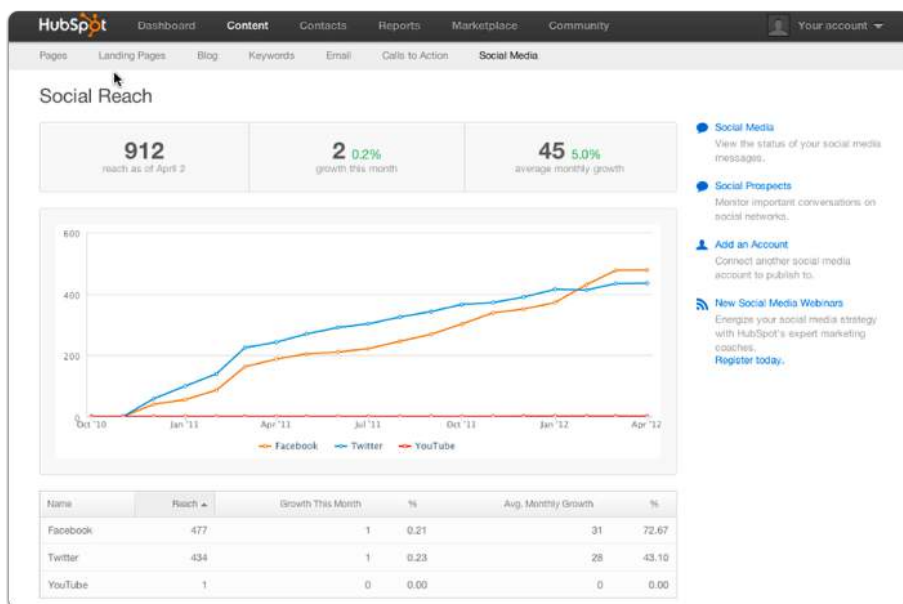 HubSpot Dashboard Content Contacts Reports Marketplace Community Your account
Pages Landing Pages Blog Keywords Email Calls to Action Social Media
Social Reach
912
reach as of April 2
2 0.2%
growth this month
45 5.0%
average monthly growth
Social Media
View the status of your social media
messages.
Social Prospects
Monitor important conversations on
social networks.
Add an Account
Connect another social media
account to publish to.
New Social Media Webinars
Energize your social media strategy
with HubSpot's expert marketing
coaches.
Register today.
600
400
200
0
Oct '10 Jan '11 Apr '11 Jul '11 Oct '11 Jan '12 Apr '12
Facebook Twitter YouTube
Name Reach Growth This Month % Avg. Monthly Growth %
Facebook 477 1 0.21 31 72.67
Twitter 434 1 0.23 28 43.10
YouTube 1 0 0.00 0 0.00